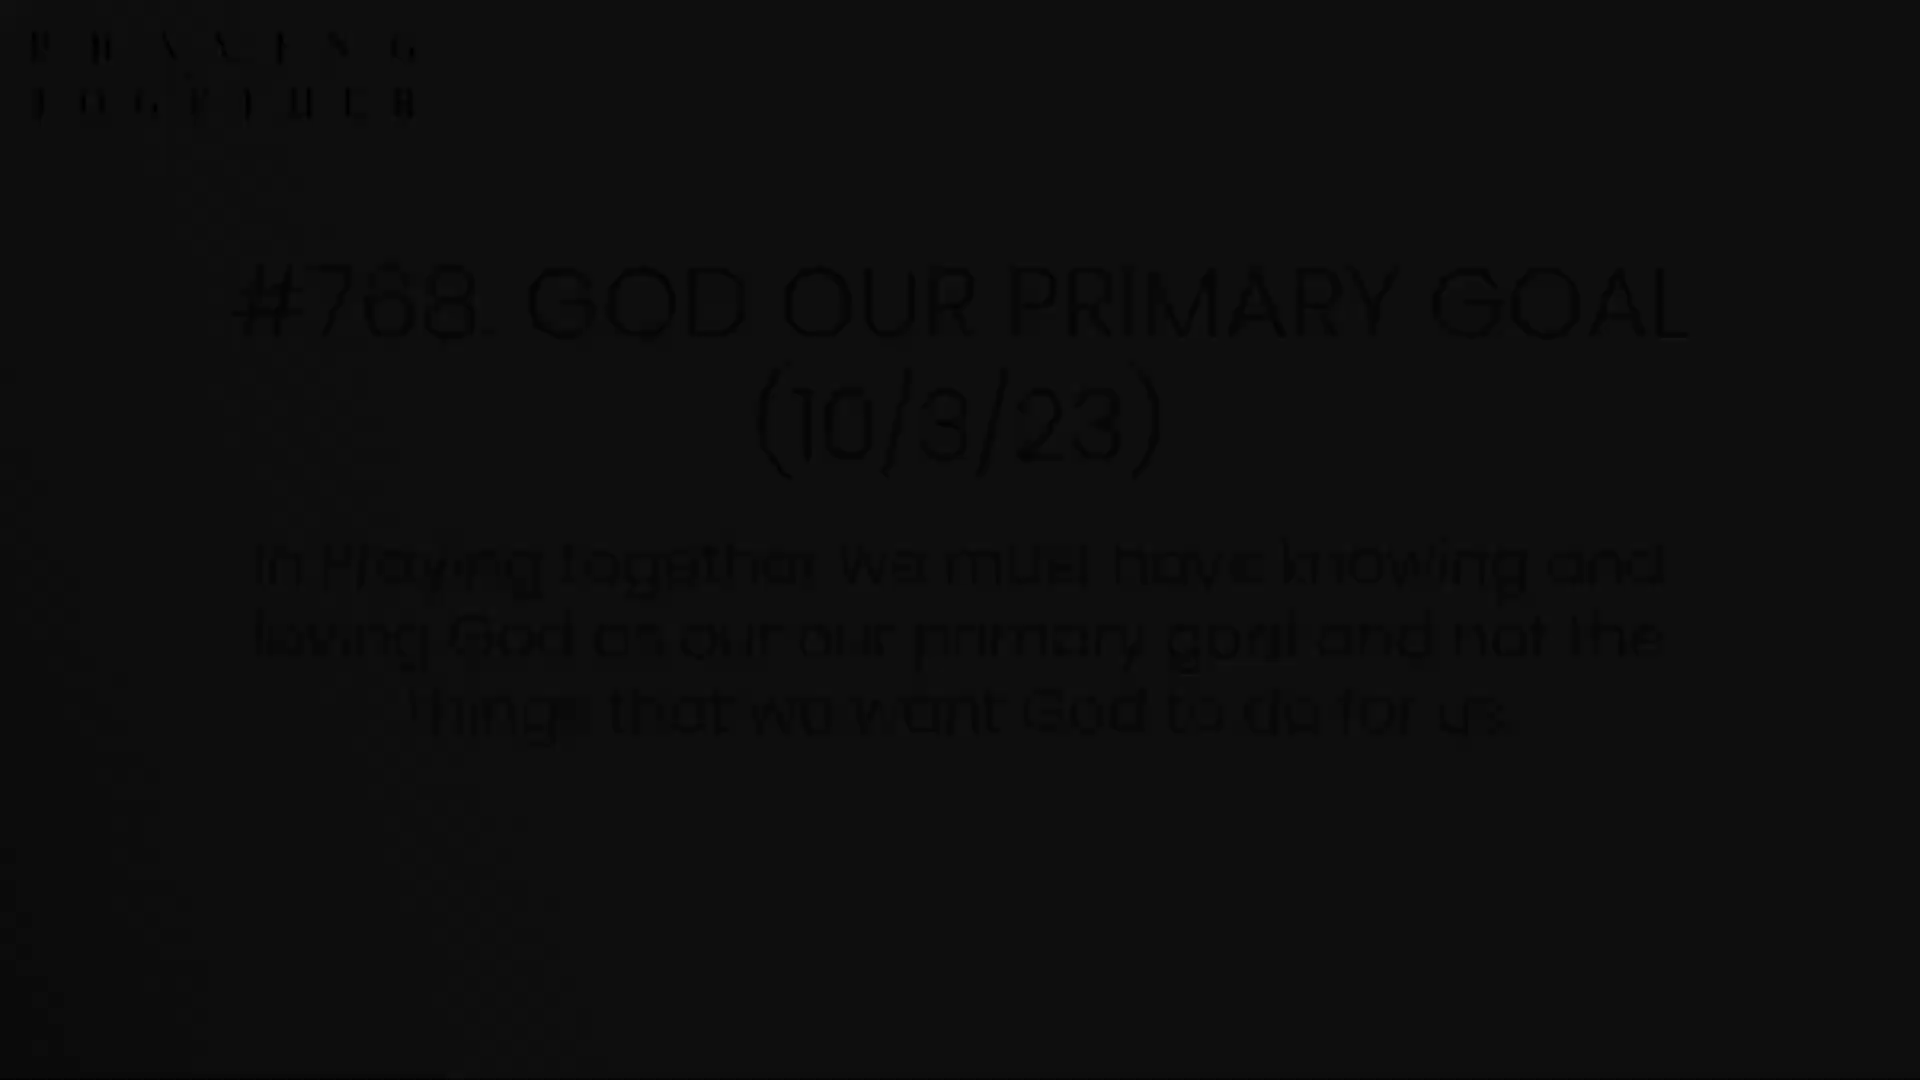 PRAYING
TOGETHER
#768. GOD OUR PRIMARY GOAL
(10/3/23)
In Praying together we must have knowing and
loving God as our our primary goal and not the
things that we want God to do for us.